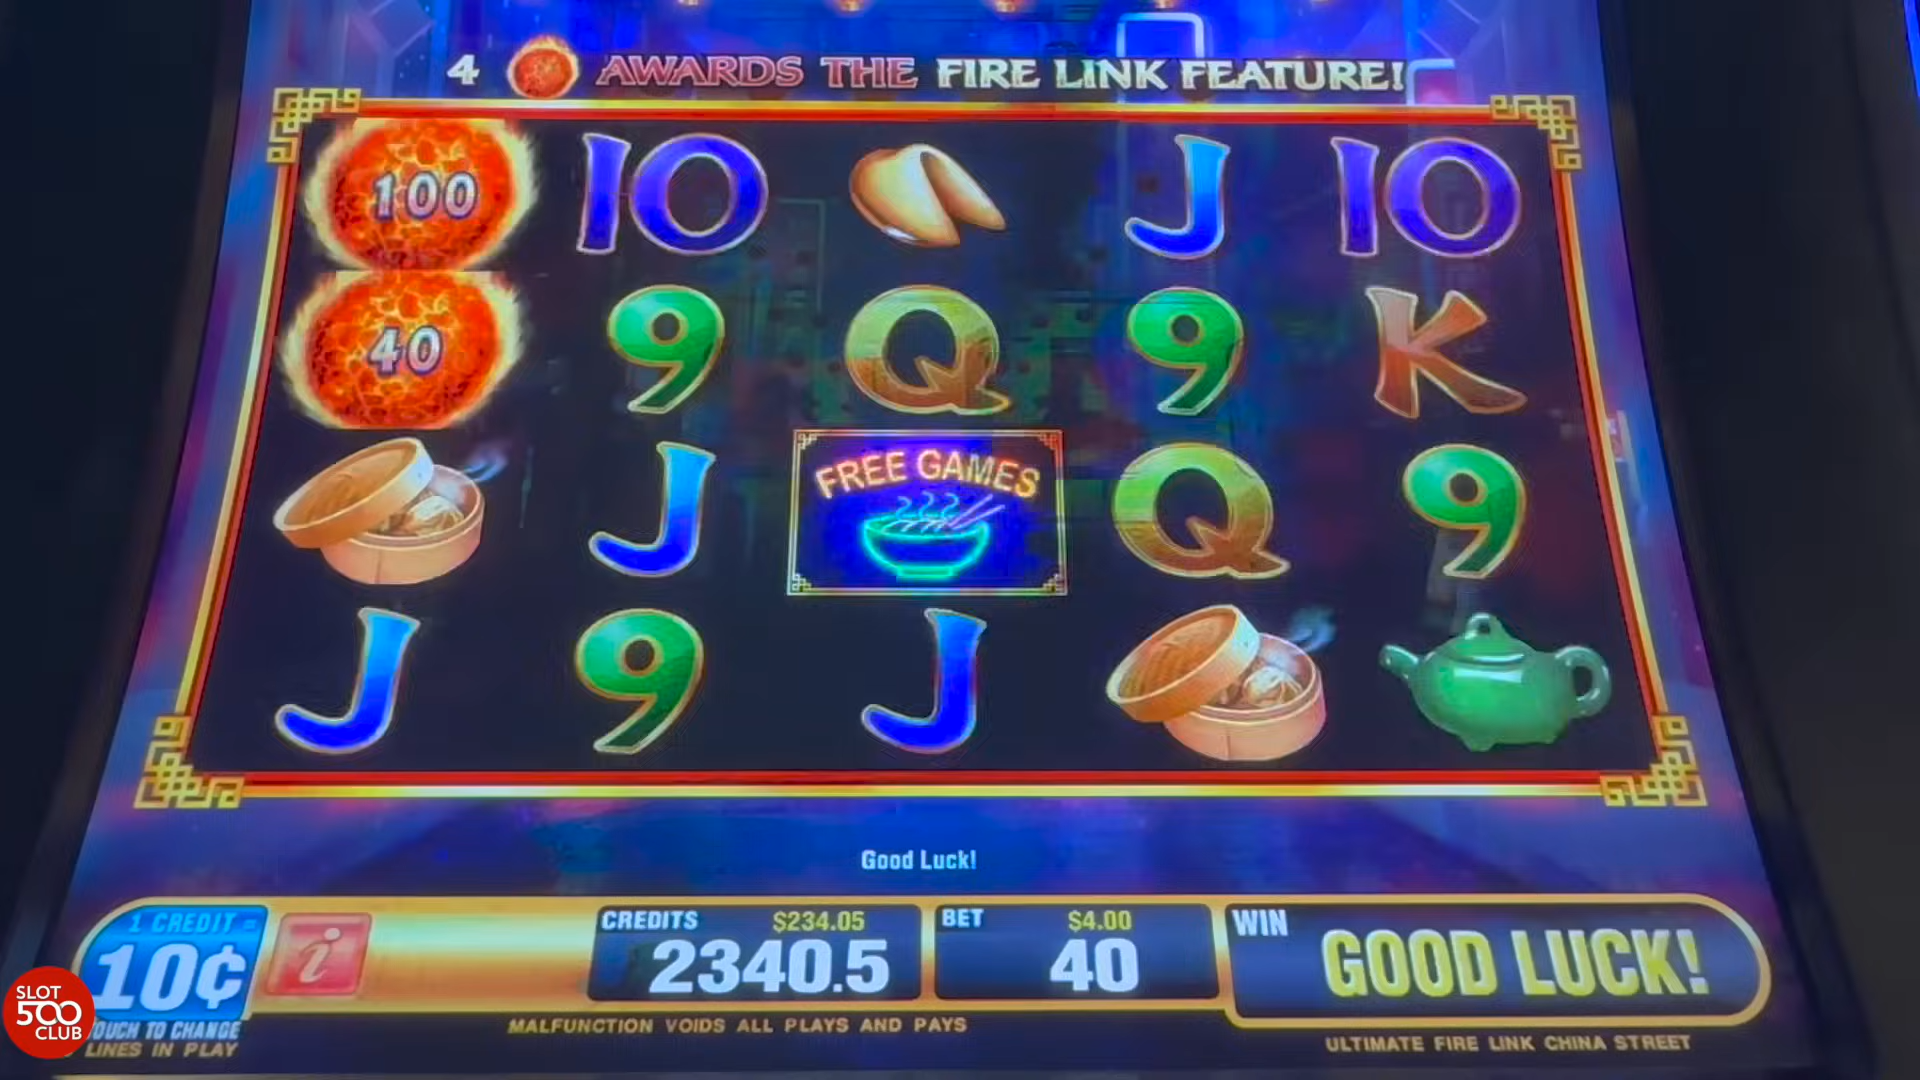 4 AWARDS THE FIRE LINK FEATURE!
100 10 J 10
40 9 Q 9 K
J FREE GAMES Q 9
J 9 J
Good Luck!
1 CREDIT =
10¢
TOUCH TO CHANGE
LINES IN PLAY
i
CREDITS $234.05
2340.5
BET $4.00
40
WIN
GOOD LUCK!
MALFUNCTION VOIDS ALL PLAYS AND PAYS
ULTIMATE FIRE LINK CHINA STREET
SLOT
500
CLUB